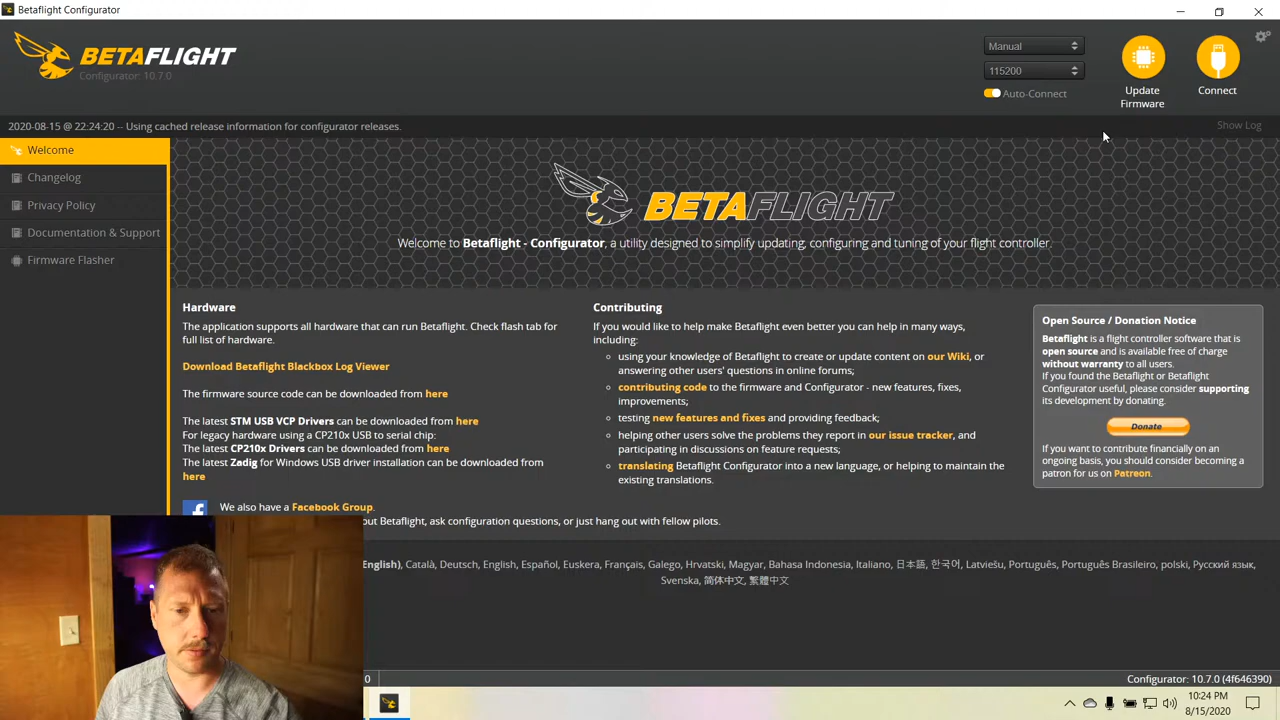 Betaflight Configurator
BETAFLIGHT
Configurator: 10.7.0
Manual
115200
Auto-Connect
Update
Firmware
Connect
2020-08-15 @ 22:24:20 -- Using cached release information for configurator releases.
Show Log
Welcome
Changelog
Privacy Policy
Documentation & Support
Firmware Flasher
BETAFLIGHT
Welcome to Betaflight - Configurator, a utility designed to simplify updating, configuring and tuning of your flight controller.
Hardware
The application supports all hardware that can run Betaflight. Check flash tab for
full list of hardware.
Download Betaflight Blackbox Log Viewer
The firmware source code can be downloaded from here
The latest STM USB VCP Drivers can be downloaded from here
For legacy hardware using a CP210x USB to serial chip:
The latest CP210x Drivers can be downloaded from here
The latest Zadig for Windows USB driver installation can be downloaded from
here
We also have a Facebook Group.
out Betaflight, ask configuration questions, or just hang out with fellow pilots.
Contributing
If you would like to help make Betaflight even better you can help in many ways,
including:
using your knowledge of Betaflight to create or update content on our Wiki, or
answering other users' questions in online forums;
contributing code to the firmware and Configurator - new features, fixes,
improvements;
testing new features and fixes and providing feedback;
helping other users solve the problems they report in our issue tracker, and
participating in discussions on feature requests;
translating Betaflight Configurator into a new language, or helping to maintain the
existing translations.
Open Source / Donation Notice
Betaflight is a flight controller software that is
open source and is available free of charge
without warranty to all users.
If you found the Betaflight or Betaflight
Configurator useful, please consider supporting
its development by donating.
Donate
If you want to contribute financially on an
ongoing basis, you should consider becoming a
patron for us on Patreon.
English), Català, Deutsch, English, Español, Euskera, Français, Galego, Hrvatski, Magyar, Bahasa Indonesia, Italiano, 日本語, 한국어, Latviešu, Português, Português Brasileiro, polski, Русский язык,
Svenska, 简体中文, 繁體中文
0
Configurator: 10.7.0 (4f646390)
10:24 PM
8/15/2020